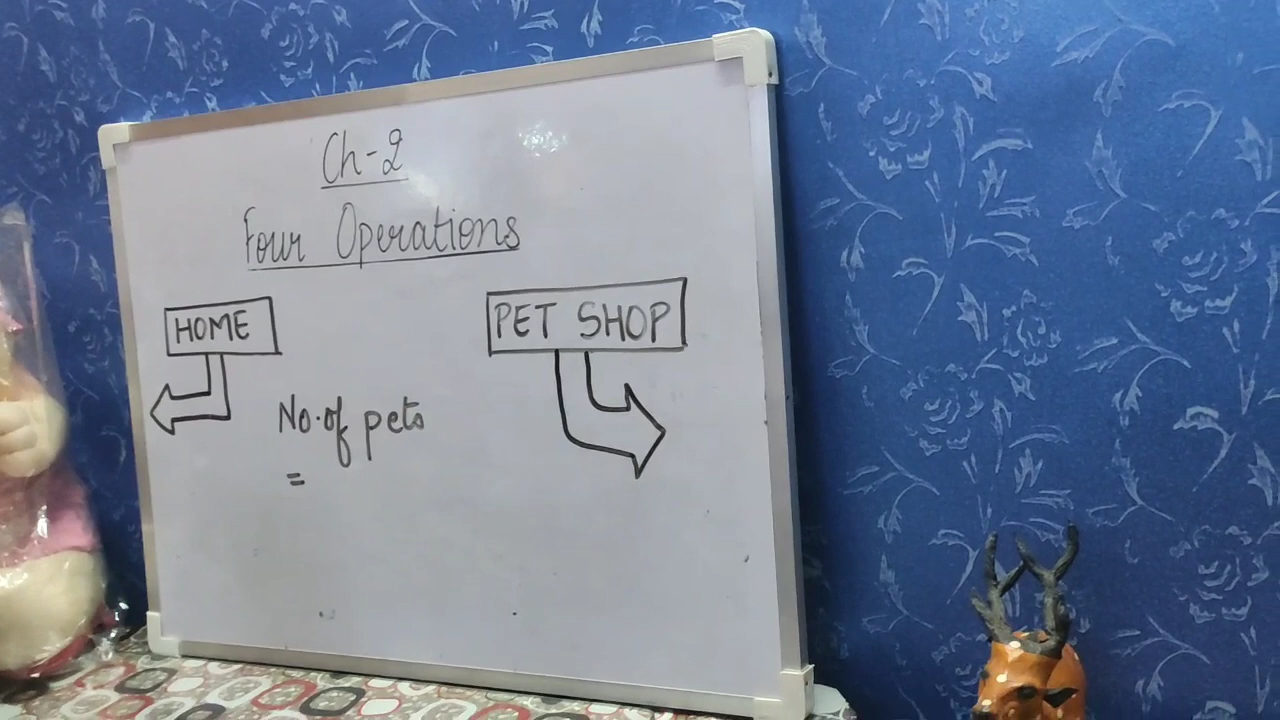 Ch-2
Four Operations
HOME
PET SHOP
No. of pets
=